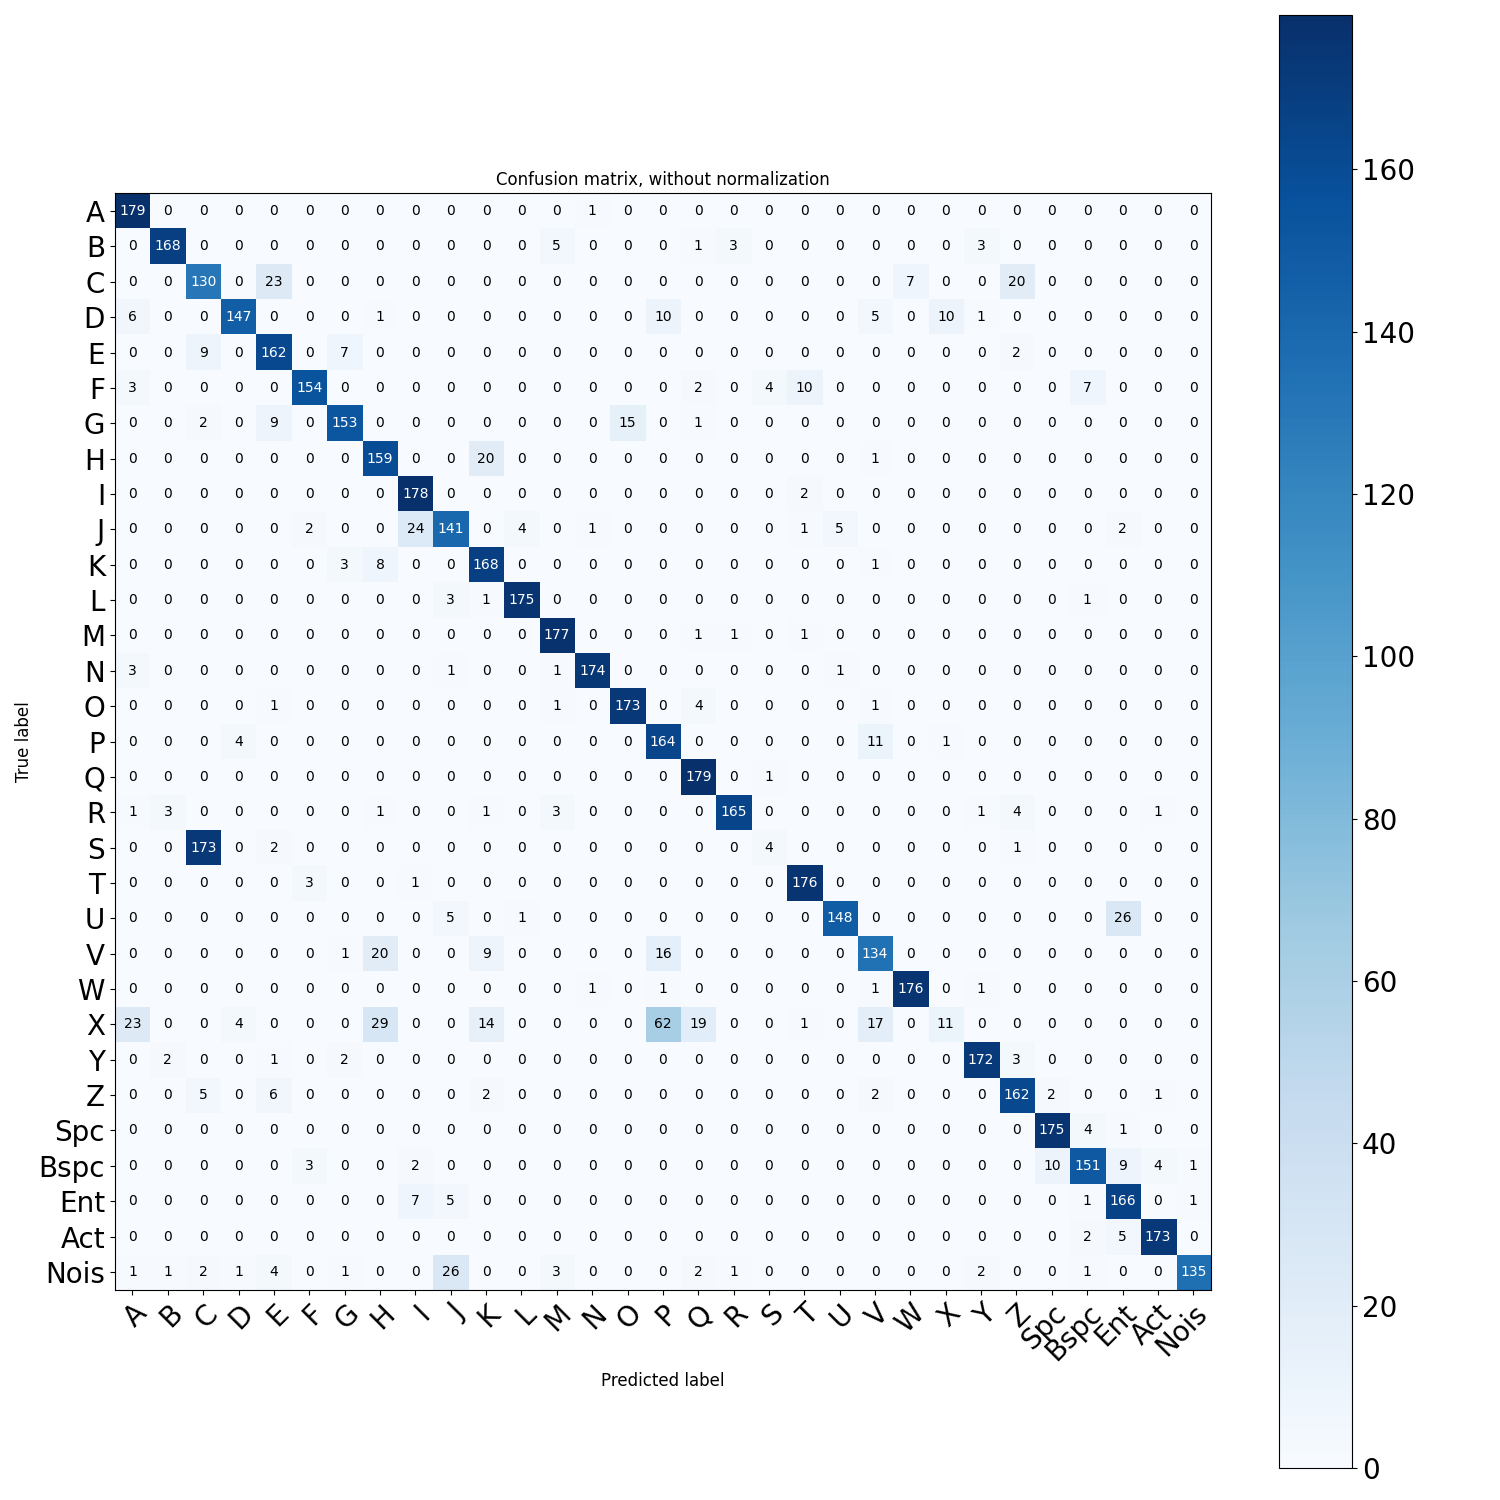 Confusion matrix, without normalization
A 179 0 0 0 0 0 0 0 0 0 0 0 0 1 0 0 0 0 0 0 0 0 0 0 0 0 0 0 0 0 0
B 0 168 0 0 0 0 0 0 0 0 0 0 5 0 0 0 1 3 0 0 0 0 0 0 3 0 0 0 0 0 0
C 0 0 130 0 23 0 0 0 0 0 0 0 0 0 0 0 0 0 0 0 0 0 7 0 0 20 0 0 0 0 0
D 6 0 0 147 0 0 0 1 0 0 0 0 0 0 0 10 0 0 0 0 0 5 0 10 1 0 0 0 0 0 0
E 0 0 9 0 162 0 7 0 0 0 0 0 0 0 0 0 0 0 0 0 0 0 0 0 0 2 0 0 0 0 0
F 3 0 0 0 0 154 0 0 0 0 0 0 0 0 0 0 2 0 4 10 0 0 0 0 0 0 0 7 0 0 0
G 0 0 2 0 9 0 153 0 0 0 0 0 0 0 15 0 1 0 0 0 0 0 0 0 0 0 0 0 0 0 0
H 0 0 0 0 0 0 0 159 0 0 20 0 0 0 0 0 0 0 0 0 0 1 0 0 0 0 0 0 0 0 0
I 0 0 0 0 0 0 0 0 178 0 0 0 0 0 0 0 0 0 0 2 0 0 0 0 0 0 0 0 0 0 0
J 0 0 0 0 0 2 0 0 24 141 0 4 0 1 0 0 0 0 0 1 5 0 0 0 0 0 0 0 2 0 0
K 0 0 0 0 0 0 3 8 0 0 168 0 0 0 0 0 0 0 0 0 0 1 0 0 0 0 0 0 0 0 0
L 0 0 0 0 0 0 0 0 0 3 1 175 0 0 0 0 0 0 0 0 0 0 0 0 0 0 0 1 0 0 0
M 0 0 0 0 0 0 0 0 0 0 0 0 177 0 0 0 1 1 0 1 0 0 0 0 0 0 0 0 0 0 0
N 3 0 0 0 0 0 0 0 0 1 0 0 1 174 0 0 0 0 0 0 1 0 0 0 0 0 0 0 0 0 0
O 0 0 0 0 1 0 0 0 0 0 0 0 1 0 173 0 4 0 0 0 0 1 0 0 0 0 0 0 0 0 0
P 0 0 0 4 0 0 0 0 0 0 0 0 0 0 0 164 0 0 0 0 0 11 0 1 0 0 0 0 0 0 0
Q 0 0 0 0 0 0 0 0 0 0 0 0 0 0 0 0 179 0 1 0 0 0 0 0 0 0 0 0 0 0 0
R 1 3 0 0 0 0 0 1 0 0 1 0 3 0 0 0 0 165 0 0 0 0 0 0 1 4 0 0 0 1 0
S 0 0 173 0 2 0 0 0 0 0 0 0 0 0 0 0 0 0 4 0 0 0 0 0 0 1 0 0 0 0 0
T 0 0 0 0 0 3 0 0 1 0 0 0 0 0 0 0 0 0 0 176 0 0 0 0 0 0 0 0 0 0 0
U 0 0 0 0 0 0 0 0 0 5 0 1 0 0 0 0 0 0 0 0 148 0 0 0 0 0 0 0 26 0 0
V 0 0 0 0 0 0 1 20 0 0 9 0 0 0 0 16 0 0 0 0 0 134 0 0 0 0 0 0 0 0 0
W 0 0 0 0 0 0 0 0 0 0 0 0 0 1 0 1 0 0 0 0 0 1 176 0 1 0 0 0 0 0 0
X 23 0 0 4 0 0 0 29 0 0 14 0 0 0 0 62 19 0 0 1 0 17 0 11 0 0 0 0 0 0 0
Y 0 2 0 0 1 0 2 0 0 0 0 0 0 0 0 0 0 0 0 0 0 0 0 0 172 3 0 0 0 0 0
Z 0 0 5 0 6 0 0 0 0 0 2 0 0 0 0 0 0 0 0 0 0 2 0 0 0 162 2 0 0 1 0
Spc 0 0 0 0 0 0 0 0 0 0 0 0 0 0 0 0 0 0 0 0 0 0 0 0 0 0 175 4 1 0 0
Bspc 0 0 0 0 0 3 0 0 2 0 0 0 0 0 0 0 0 0 0 0 0 0 0 0 0 0 10 151 9 4 1
Ent 0 0 0 0 0 0 0 0 7 5 0 0 0 0 0 0 0 0 0 0 0 0 0 0 0 0 0 1 166 0 1
Act 0 0 0 0 0 0 0 0 0 0 0 0 0 0 0 0 0 0 0 0 0 0 0 0 0 0 0 2 5 173 0
Nois 1 1 2 1 4 0 1 0 0 26 0 0 3 0 0 0 2 1 0 0 0 0 0 0 2 0 0 1 0 0 135
A B C D E F G H I J K L M N O P Q R S T U V W X Y Z Spc Bspc Ent Act Nois
Predicted label
True label
160
140
120
100
80
60
40
20
0